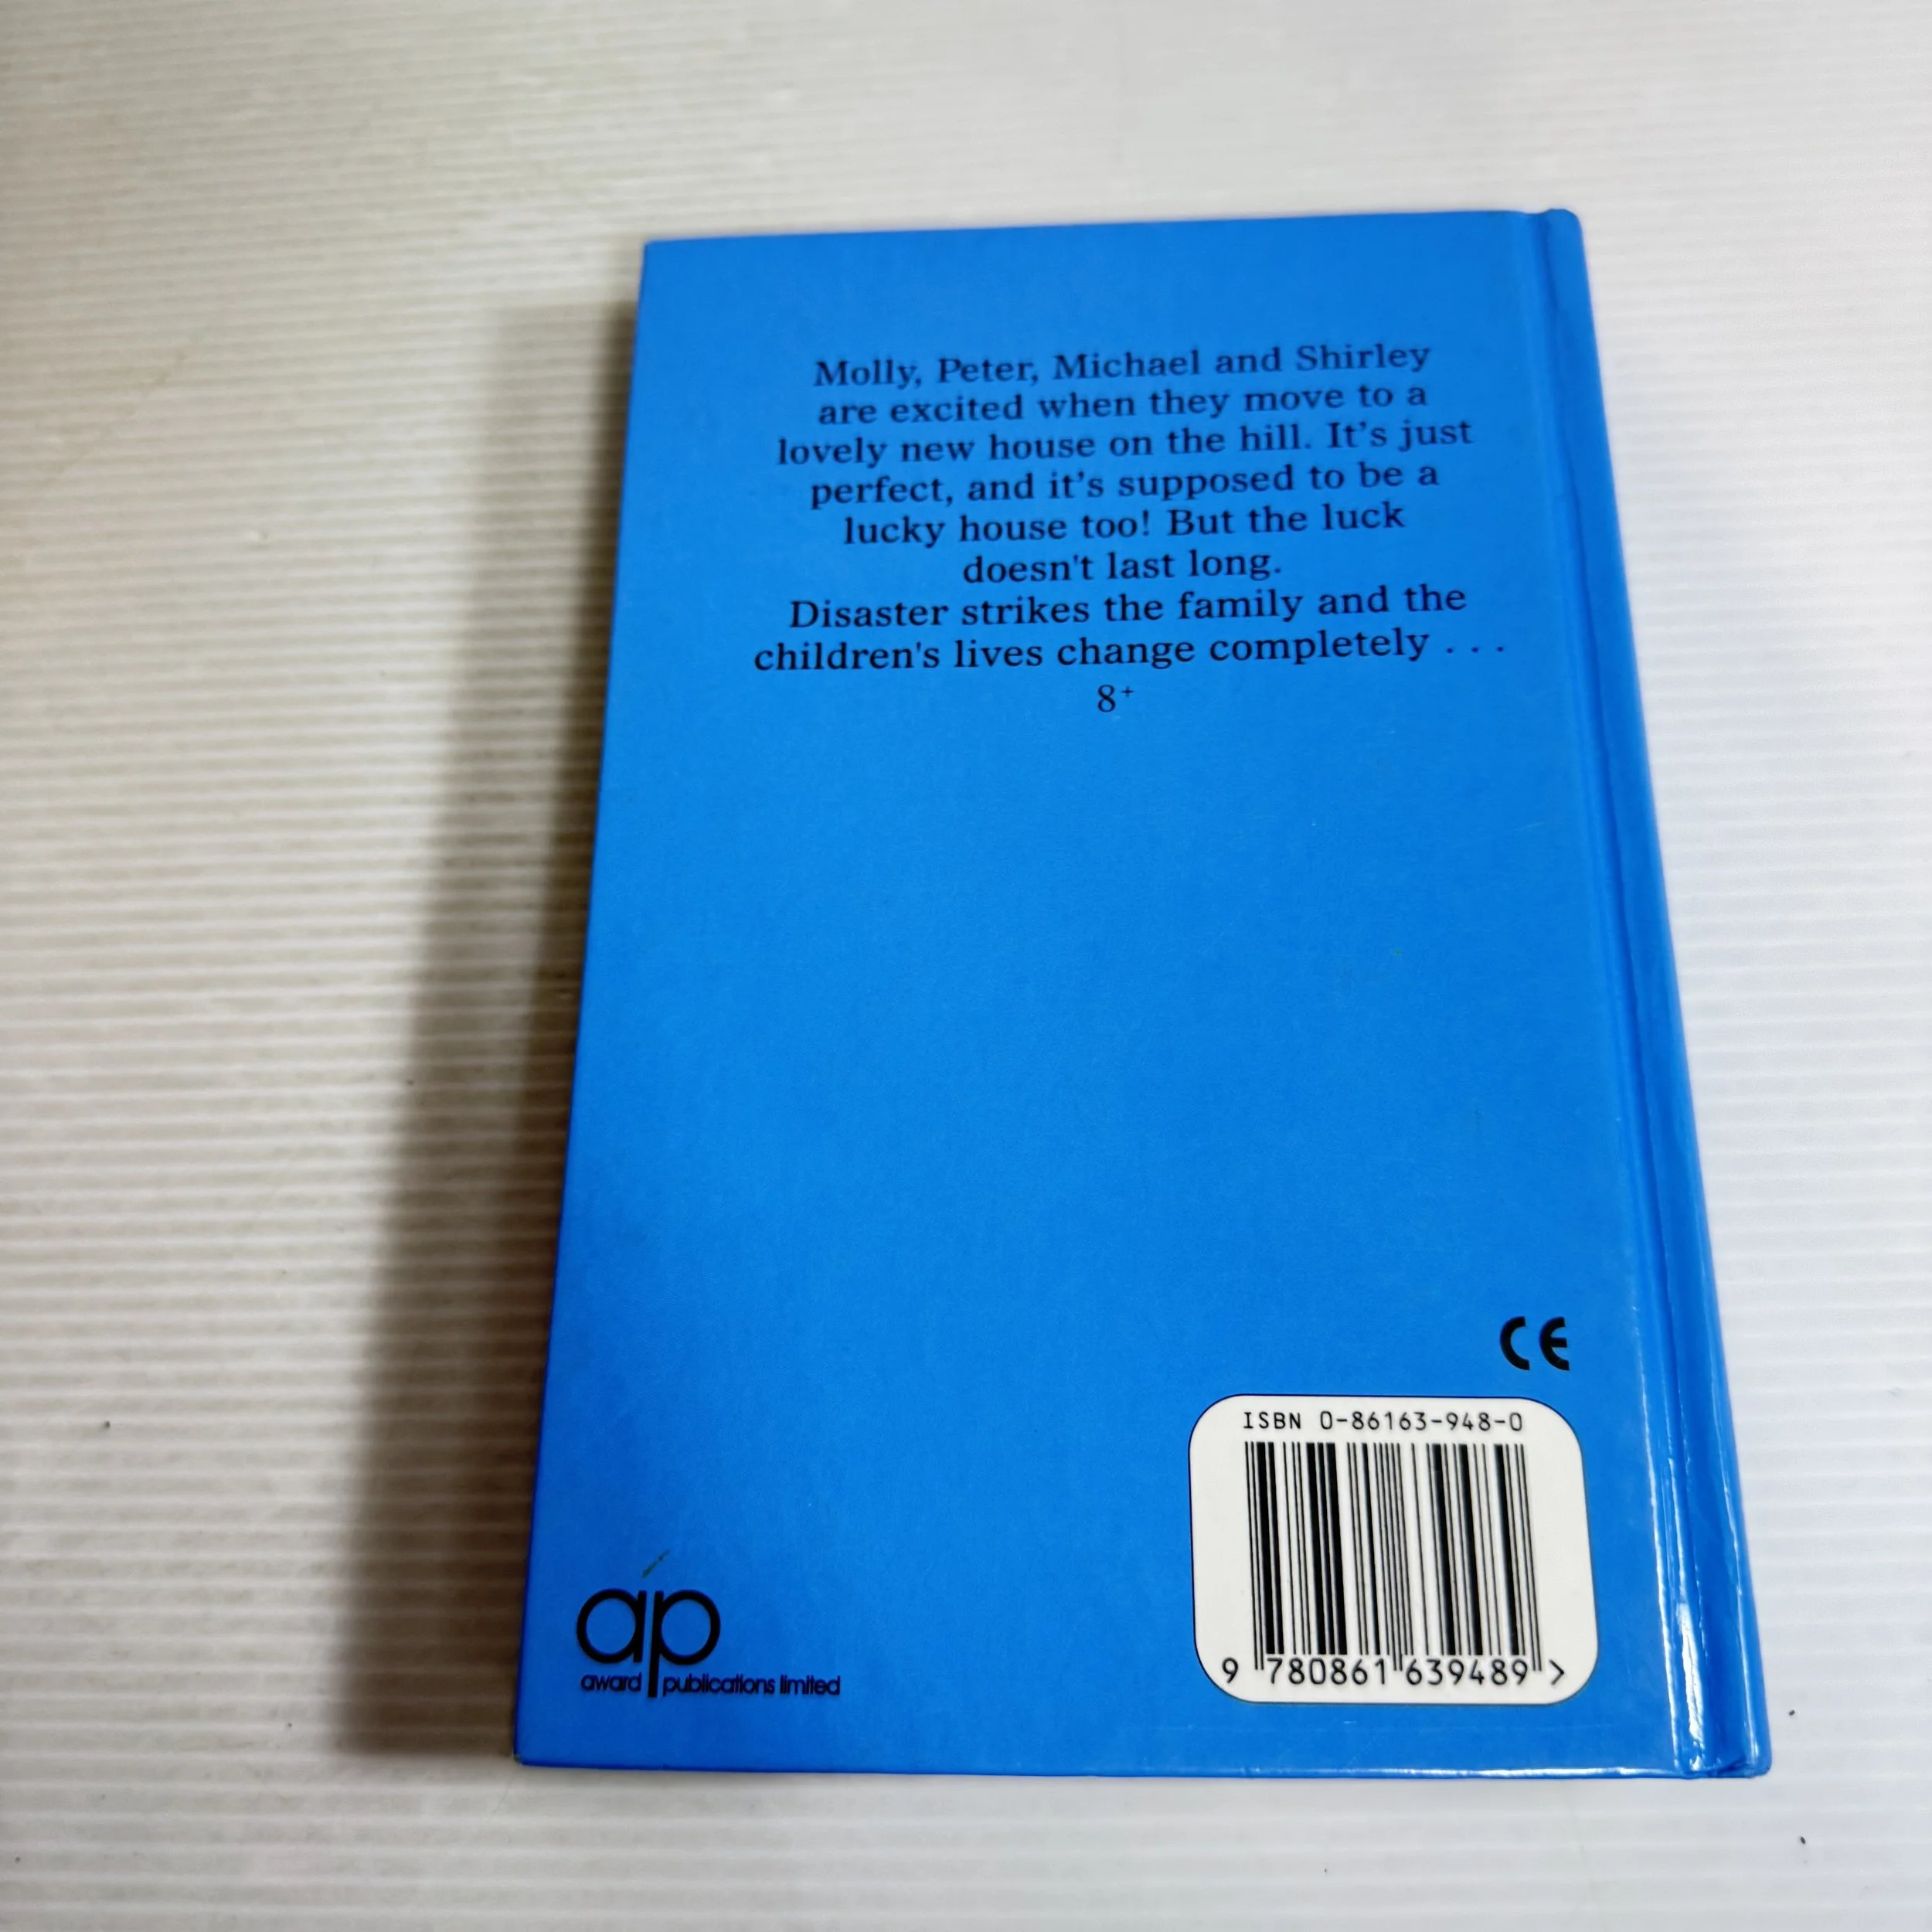 Molly, Peter, Michael and Shirley
are excited when they move to a
lovely new house on the hill. It's just
perfect, and it's supposed to be a
lucky house too! But the luck
doesn't last long.
Disaster strikes the family and the
children's lives change completely . . .
8+
CE
ISBN 0-86163-948-0
9 780861 639489 >
ap
award publications limited